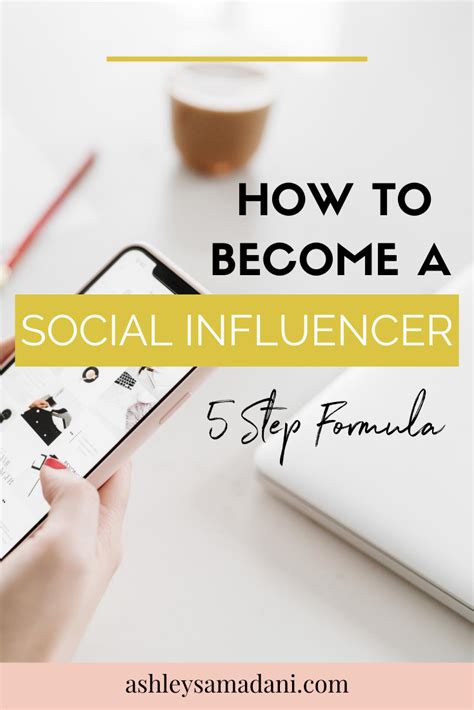 HOW TO
BECOME A
SOCIAL INFLUENCER
5 Step Formula
ashleysamadani.com